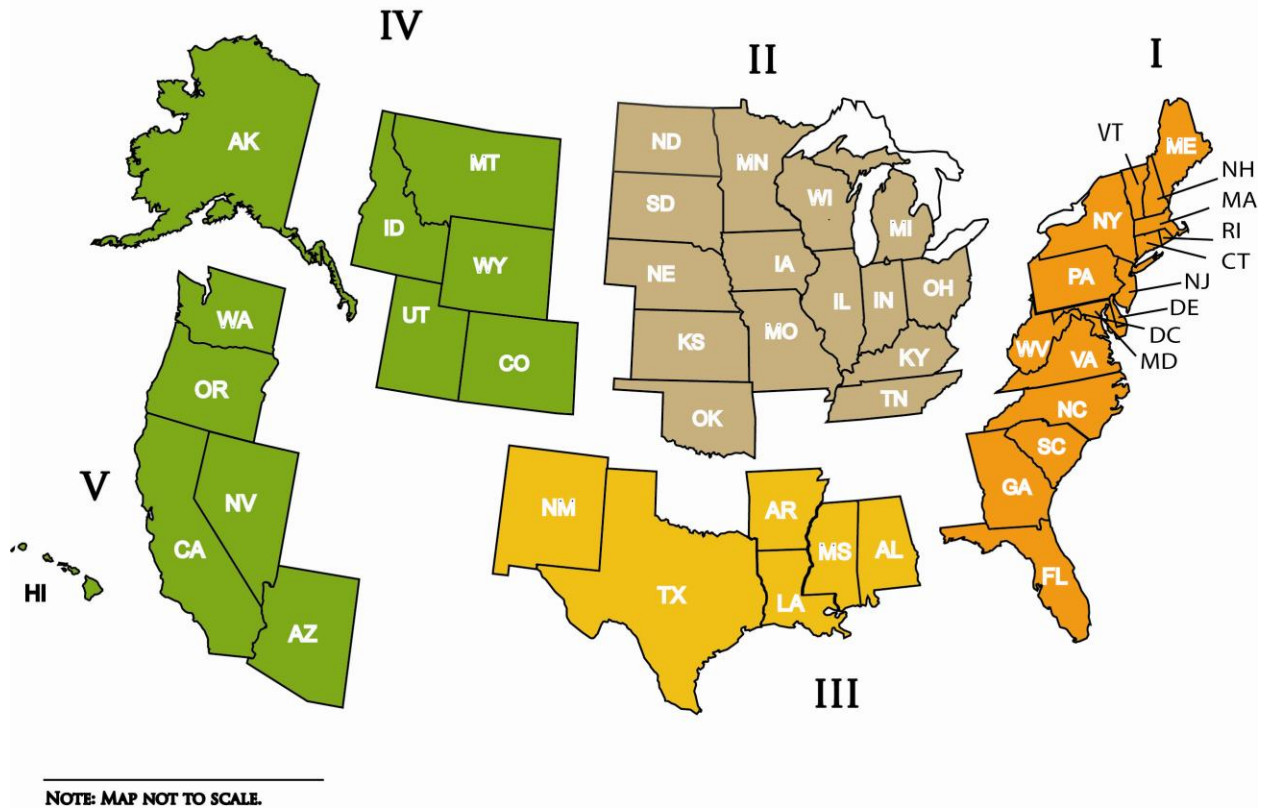 IV
II
I
AK
MT
ID
WY
UT
CO
WA
OR
NV
CA
AZ
V
HI
ND
MN
SD
WI
MI
NE
IA
IL
IN
OH
KS
MO
KY
TN
OK
NM
TX
AR
LA
MS
AL
III
VT
ME
NH
MA
RI
CT
NY
PA
NJ
DE
DC
MD
WV
VA
NC
SC
GA
FL
NOTE: MAP NOT TO SCALE.